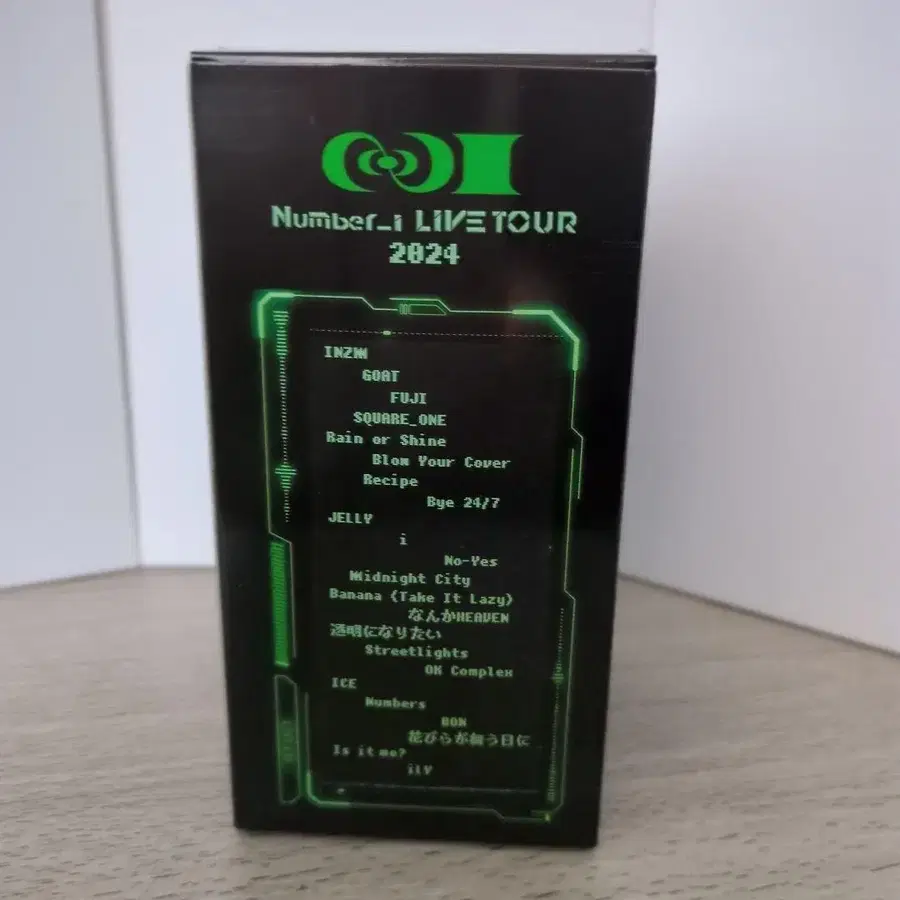 Number_i LIVE TOUR
2024
INZM
GOAT
FUJI
SQUARE_ONE
Rain or Shine
Blow Your Cover
Recipe
Bye 24/7
JELLY
i
No-Yes
Midnight City
Banana (Take It Lazy)
なんかHEAVEN
透明になりたい
Streetlights
OK Complex
ICE
Numbers
BON
花びらが舞う日に
Is it me?
iLY